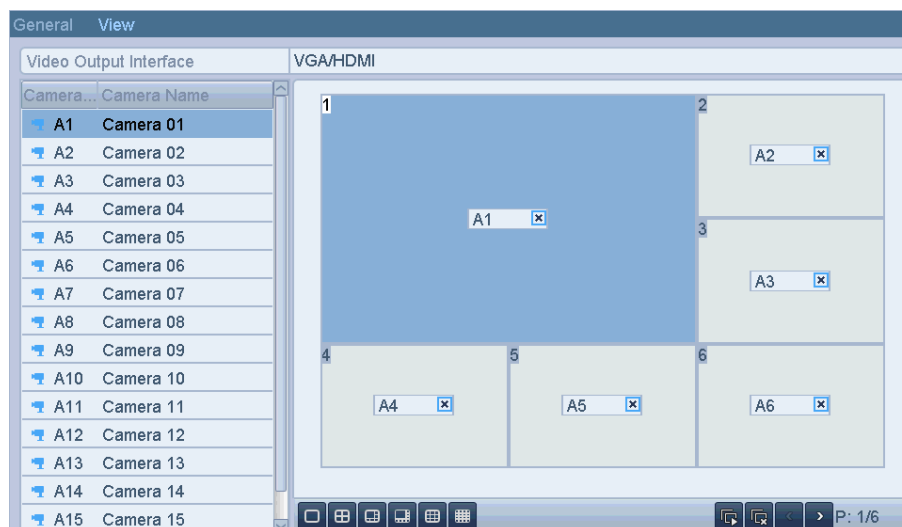 General View
Video Output Interface VGA/HDMI
Camera... Camera Name
A1 Camera 01
A2 Camera 02
A3 Camera 03
A4 Camera 04
A5 Camera 05
A6 Camera 06
A7 Camera 07
A8 Camera 08
A9 Camera 09
A10 Camera 10
A11 Camera 11
A12 Camera 12
A13 Camera 13
A14 Camera 14
A15 Camera 15
1
A1
2
A2
3
A3
4
A4
5
A5
6
A6
P: 1/6